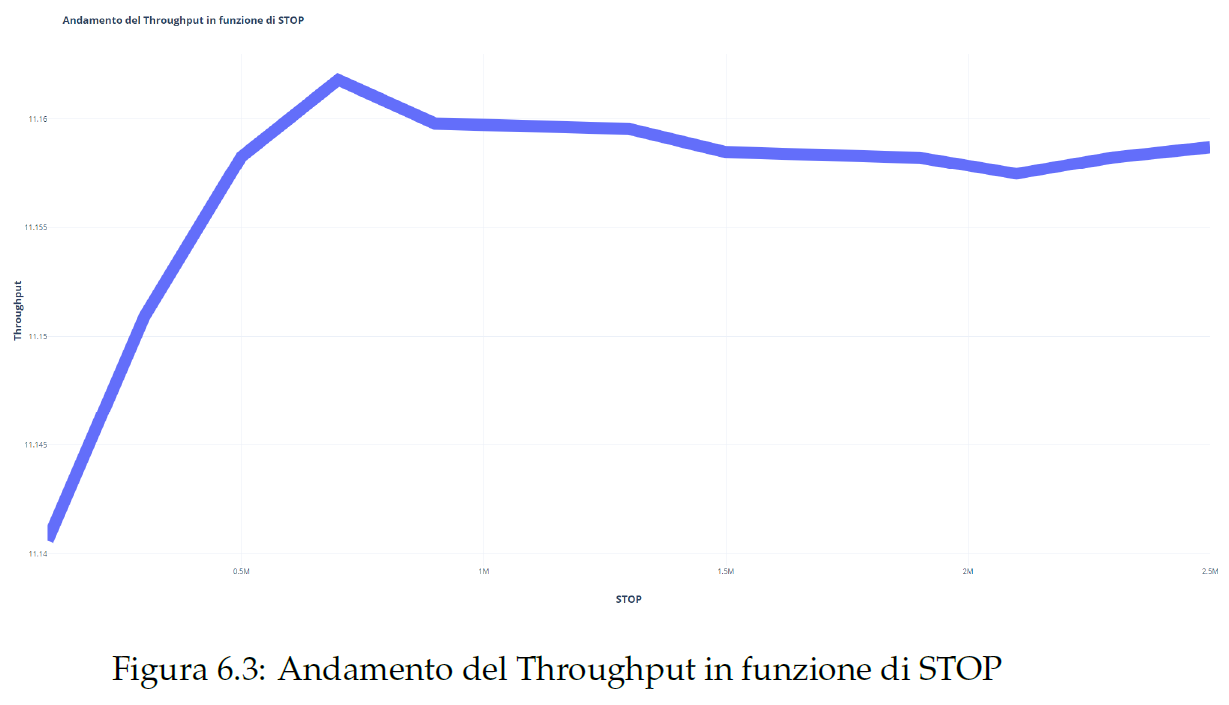 Andamento del Throughput in funzione di STOP
Throughput
11.16
11.155
11.15
11.145
11.14
0.5M
1M
1.5M
2M
2.5M
STOP
Figura 6.3: Andamento del Throughput in funzione di STOP